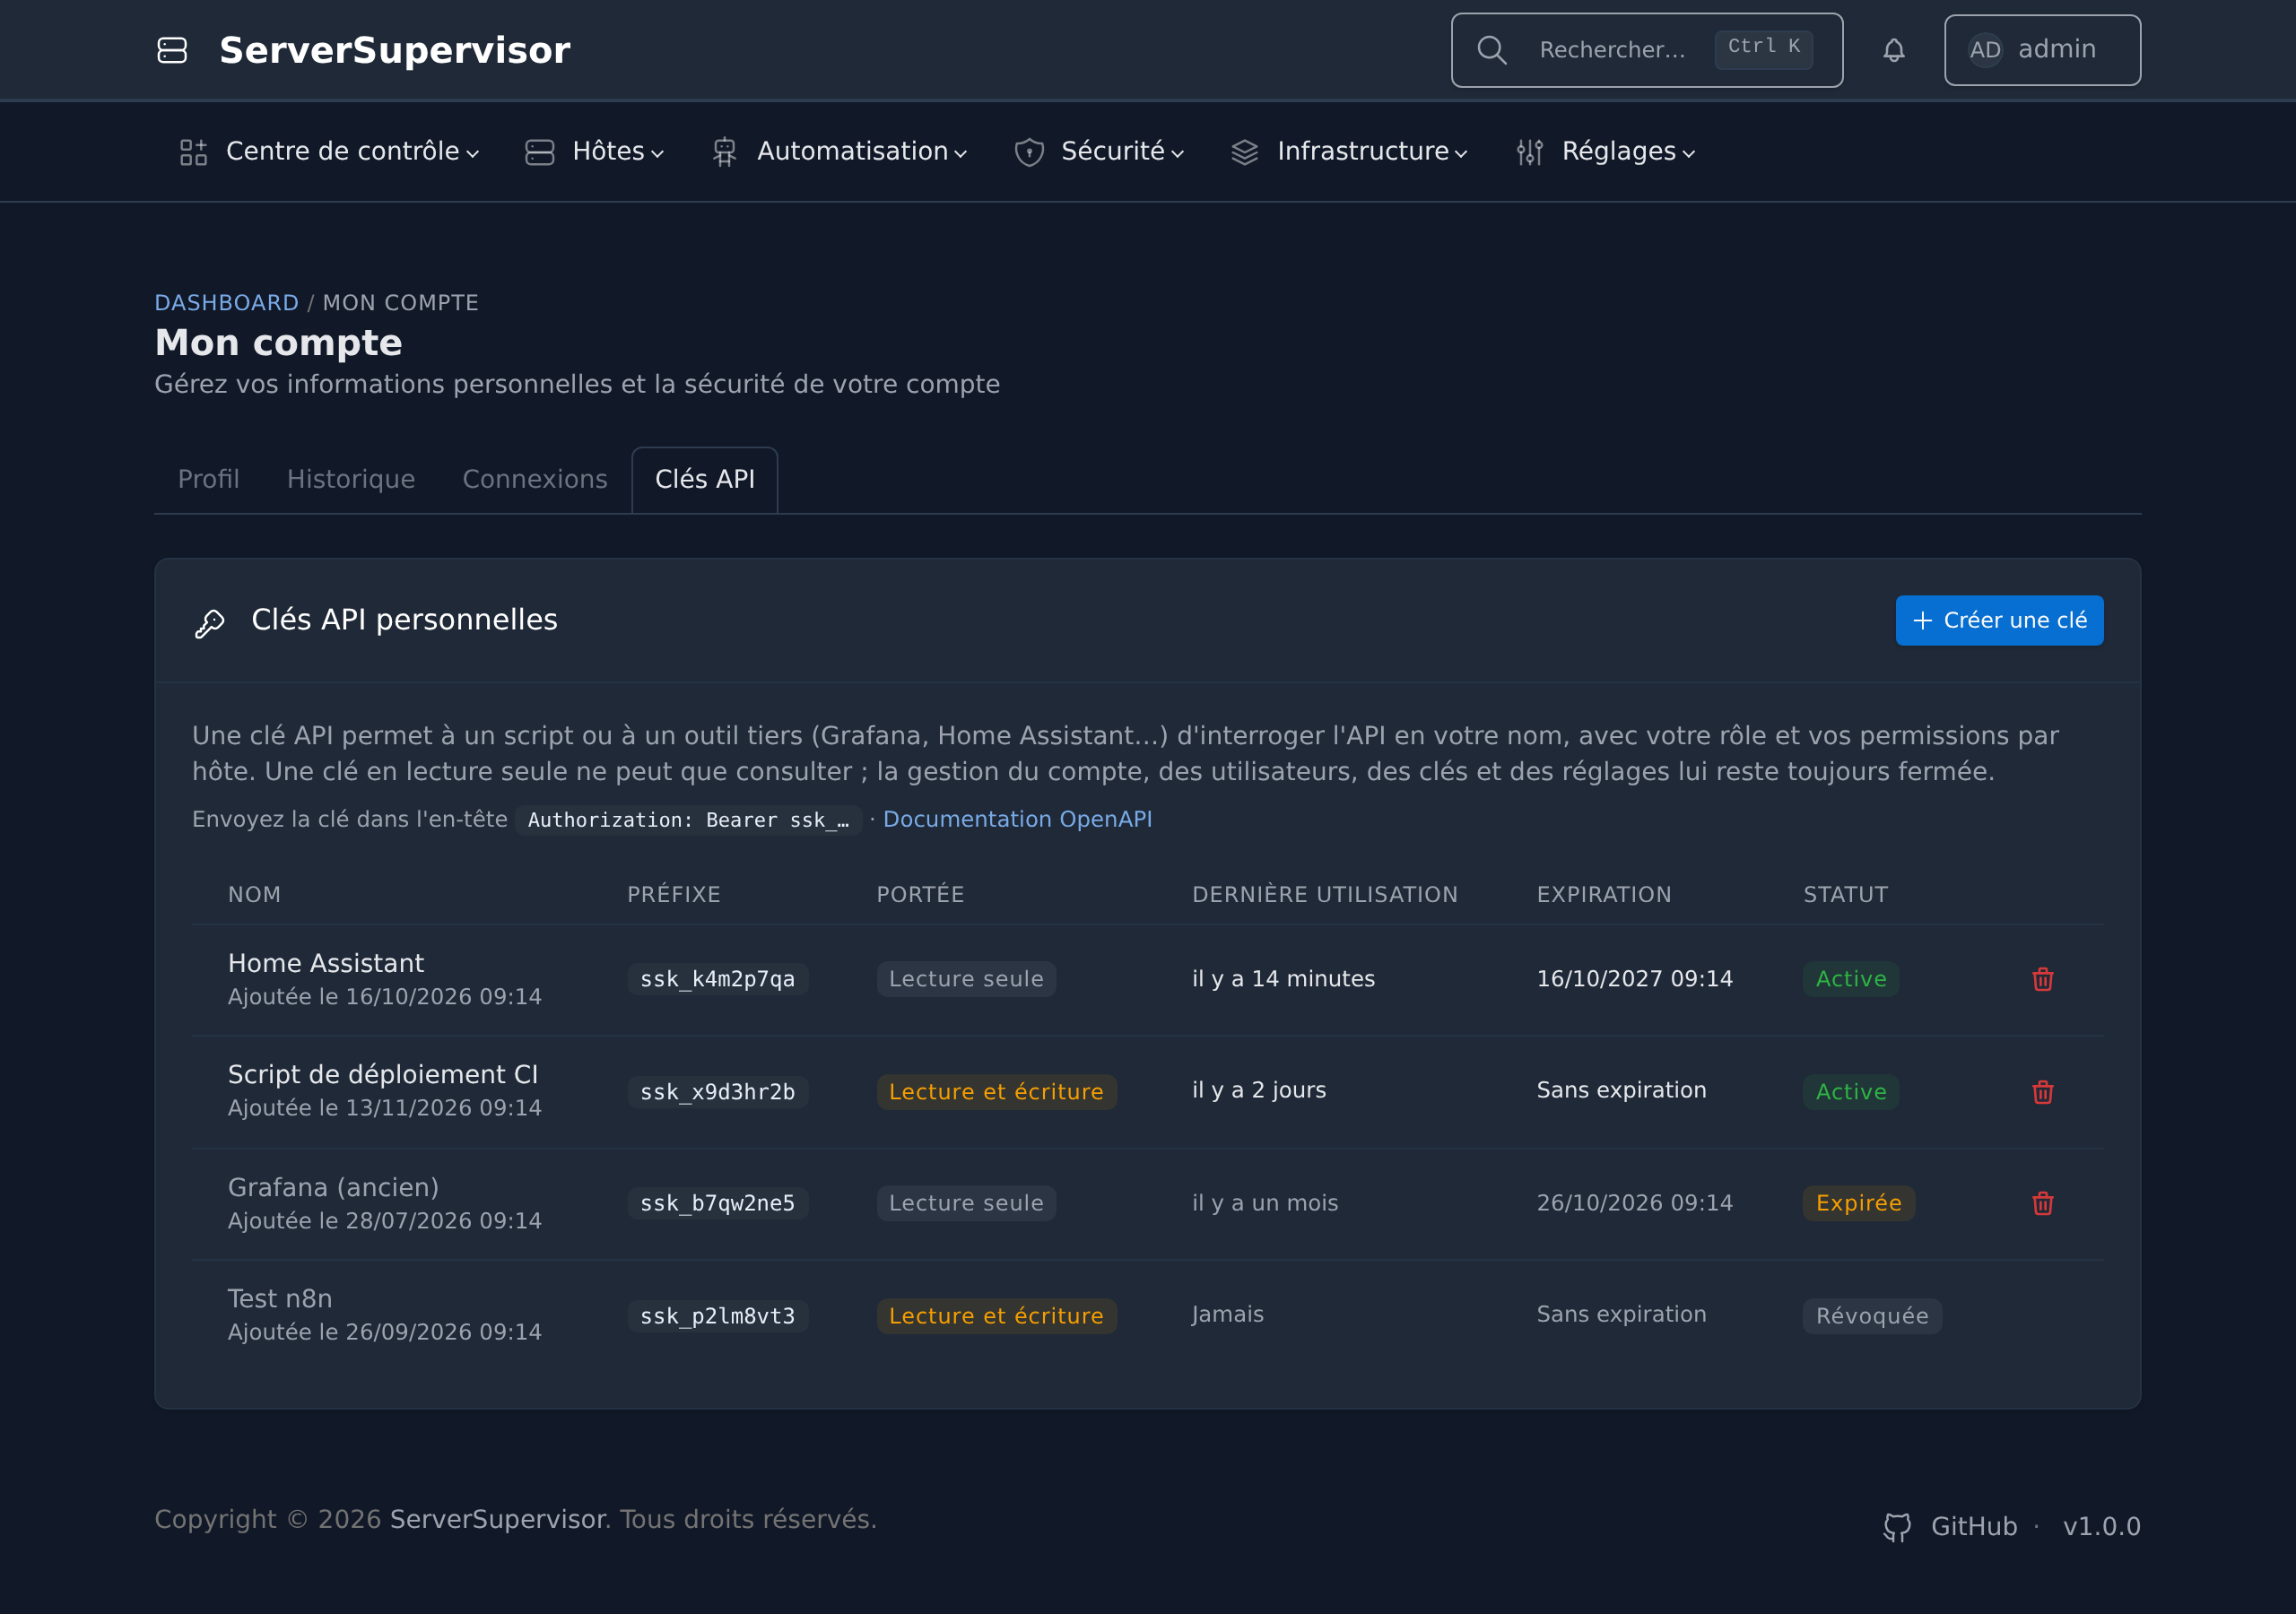 ServerSupervisor
Rechercher... Ctrl K
AD admin
Centre de contrôle Hôtes Automatisation Sécurité Infrastructure Réglages
DASHBOARD / MON COMPTE
Mon compte
Gérez vos informations personnelles et la sécurité de votre compte
Profil Historique Connexions Clés API
Clés API personnelles
+ Créer une clé
Une clé API permet à un script ou à un outil tiers (Grafana, Home Assistant…) d'interroger l'API en votre nom, avec votre rôle et vos permissions par
hôte. Une clé en lecture seule ne peut que consulter ; la gestion du compte, des utilisateurs, des clés et des réglages lui reste toujours fermée.
Envoyez la clé dans l'en-tête Authorization: Bearer ssk_… · Documentation OpenAPI
NOM PRÉFIXE PORTÉE DERNIÈRE UTILISATION EXPIRATION STATUT
Home Assistant
Ajoutée le 16/10/2026 09:14
ssk_k4m2p7qa Lecture seule il y a 14 minutes 16/10/2027 09:14 Active
Script de déploiement CI
Ajoutée le 13/11/2026 09:14
ssk_x9d3hr2b Lecture et écriture il y a 2 jours Sans expiration Active
Grafana (ancien)
Ajoutée le 28/07/2026 09:14
ssk_b7qw2ne5 Lecture seule il y a un mois 26/10/2026 09:14 Expirée
Test n8n
Ajoutée le 26/09/2026 09:14
ssk_p2lm8vt3 Lecture et écriture Jamais Sans expiration Révoquée
Copyright © 2026 ServerSupervisor. Tous droits réservés.
GitHub · v1.0.0